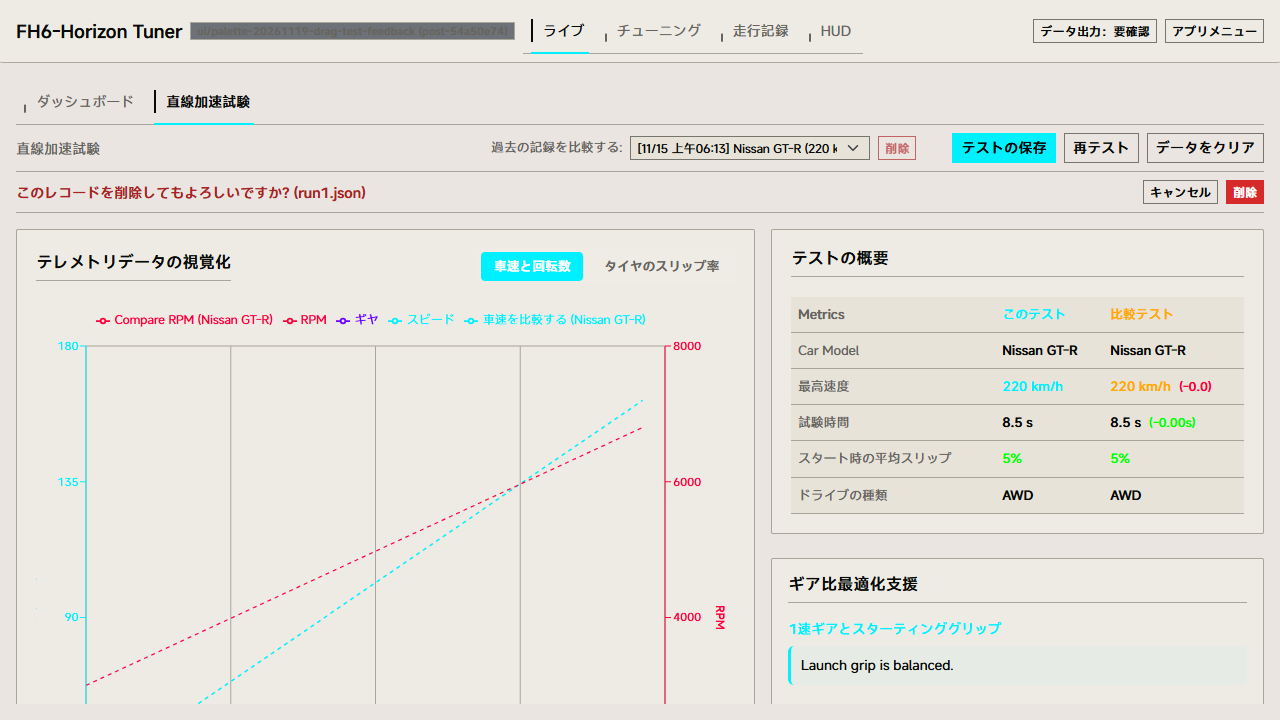 FH6-Horizon Tuner
ui/palette-20261119-drag-test-feedback (post-54a50e74)
ライブ
チューニング
走行記録
HUD
データ出力: 要確認
アプリメニュー
ダッシュボード
直線加速試験
直線加速試験
過去の記録を比較する:
[11/15 上午06:13] Nissan GT-R (220 k
削除
テストの保存
再テスト
データをクリア
このレコードを削除してもよろしいですか? (run1.json)
キャンセル
削除
テレメトリデータの視覚化
車速と回転数
タイヤのスリップ率
Compare RPM (Nissan GT-R)
RPM
ギヤ
スピード
車速を比較する (Nissan GT-R)
180
135
90
8000
6000
4000
RPM
テストの概要
Metrics このテスト 比較テスト
Car Model Nissan GT-R Nissan GT-R
最高速度 220 km/h 220 km/h (-0.0)
試験時間 8.5 s 8.5 s (-0.00s)
スタート時の平均スリップ 5% 5%
ドライブの種類 AWD AWD
ギア比最適化支援
1速ギアとスターティンググリップ
Launch grip is balanced.